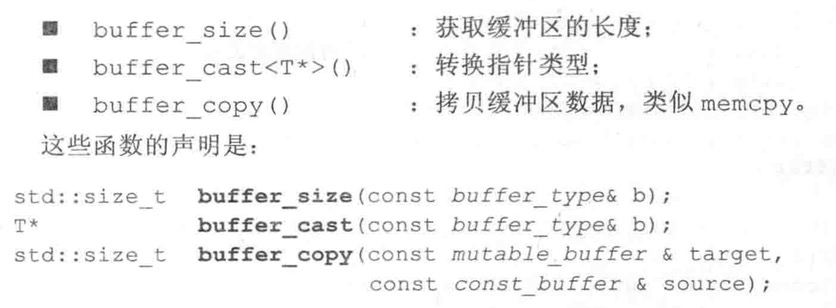 ■ buffer_size() ：获取缓冲区的长度；
■ buffer_cast<T*>() ：转换指针类型；
■ buffer_copy() ：拷贝缓冲区数据，类似 memcpy。
这些函数的声明是：
std::size_t buffer_size(const buffer_type& b);
T* buffer_cast(const buffer_type& b);
std::size_t buffer_copy(const mutable_buffer & target,
const const_buffer & source);